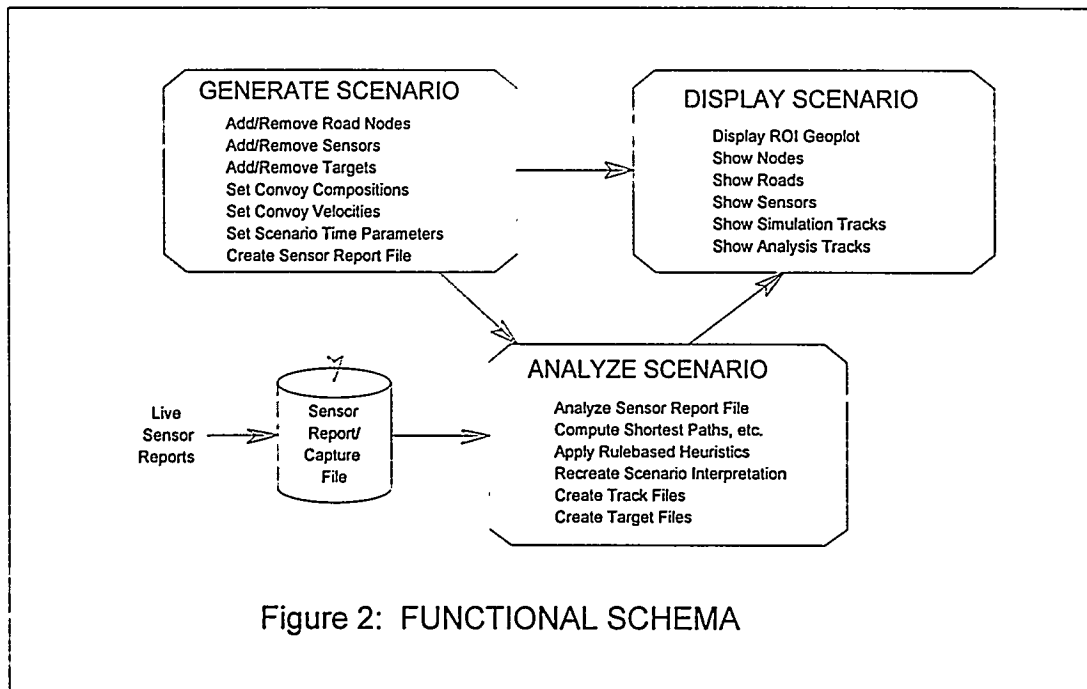 GENERATE SCENARIO
Add/Remove Road Nodes
Add/Remove Sensors
Add/Remove Targets
Set Convoy Compositions
Set Convoy Velocities
Set Scenario Time Parameters
Create Sensor Report File
DISPLAY SCENARIO
Display ROI Geoplot
Show Nodes
Show Roads
Show Sensors
Show Simulation Tracks
Show Analysis Tracks
Live
Sensor
Reports
Sensor
Report/
Capture
File
ANALYZE SCENARIO
Analyze Sensor Report File
Compute Shortest Paths, etc.
Apply Rulebased Heuristics
Recreate Scenario Interpretation
Create Track Files
Create Target Files
Figure 2: FUNCTIONAL SCHEMA